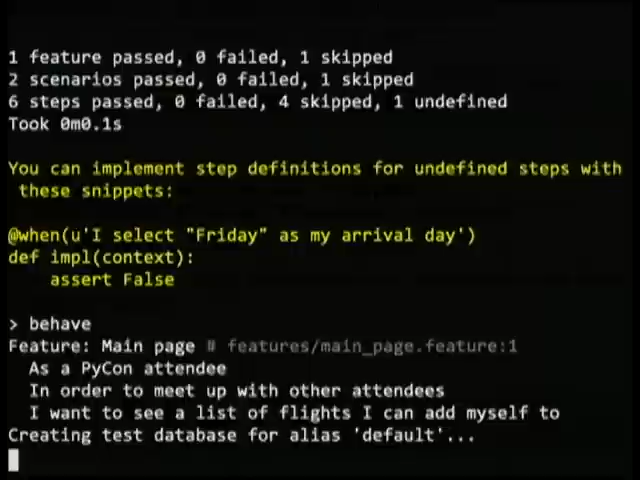 1 feature passed, 0 failed, 1 skipped
2 scenarios passed, 0 failed, 1 skipped
6 steps passed, 0 failed, 4 skipped, 1 undefined
Took 0m0.1s
You can implement step definitions for undefined steps with
these snippets:
@when(u'I select "Friday" as my arrival day')
def impl(context):
assert False
> behave
Feature: Main page # features/main_page.feature:1
As a PyCon attendee
In order to meet up with other attendees
I want to see a list of flights I can add myself to
Creating test database for alias 'default'...